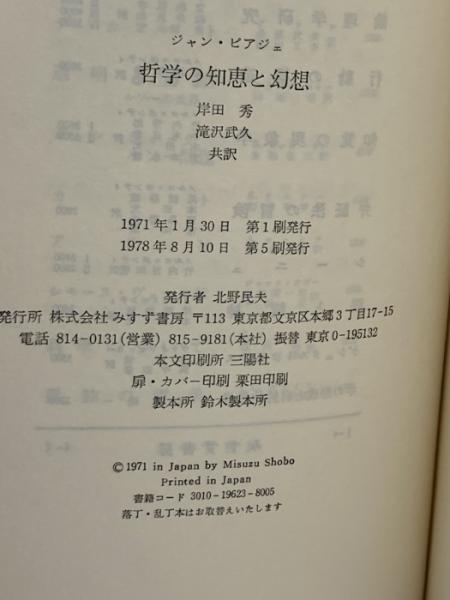 ジャン・ピアジェ
哲学の知恵と幻想
岸田 秀
滝沢武久
共訳
1971年1月30日 第1刷発行
1978年8月10日 第5刷発行
発行者 北野民夫
発行所 株式会社 みすず書房 〒113 東京都文京区本郷3丁目17-15
電話 814-0131(営業) 815-9181(本社) 振替 東京 0-195132
本文印刷所 三陽社
扉・カバー印刷 栗田印刷
製本所 鈴木製本所
© 1971 in Japan by Misuzu Shobo
Printed in Japan
書籍コード 3010-19623-8005
落丁・乱丁本はお取替えいたします